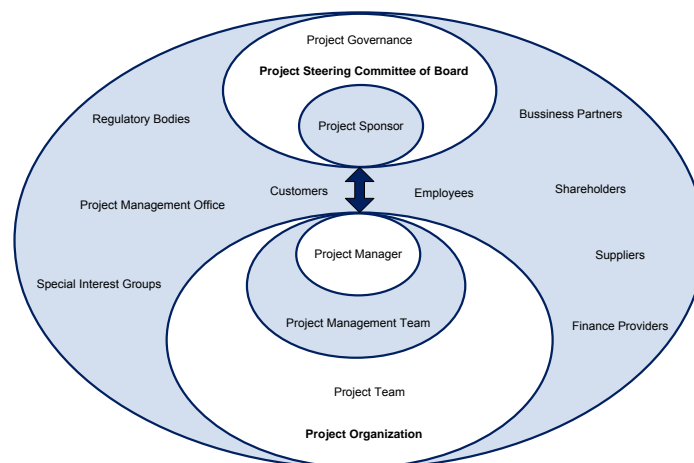 Project Governance
Project Steering Committee of Board
Regulatory Bodies
Project Sponsor
Bussiness Partners
Customers
Employees
Shareholders
Project Management Office
Project Manager
Suppliers
Special Interest Groups
Project Management Team
Finance Providers
Project Team
Project Organization